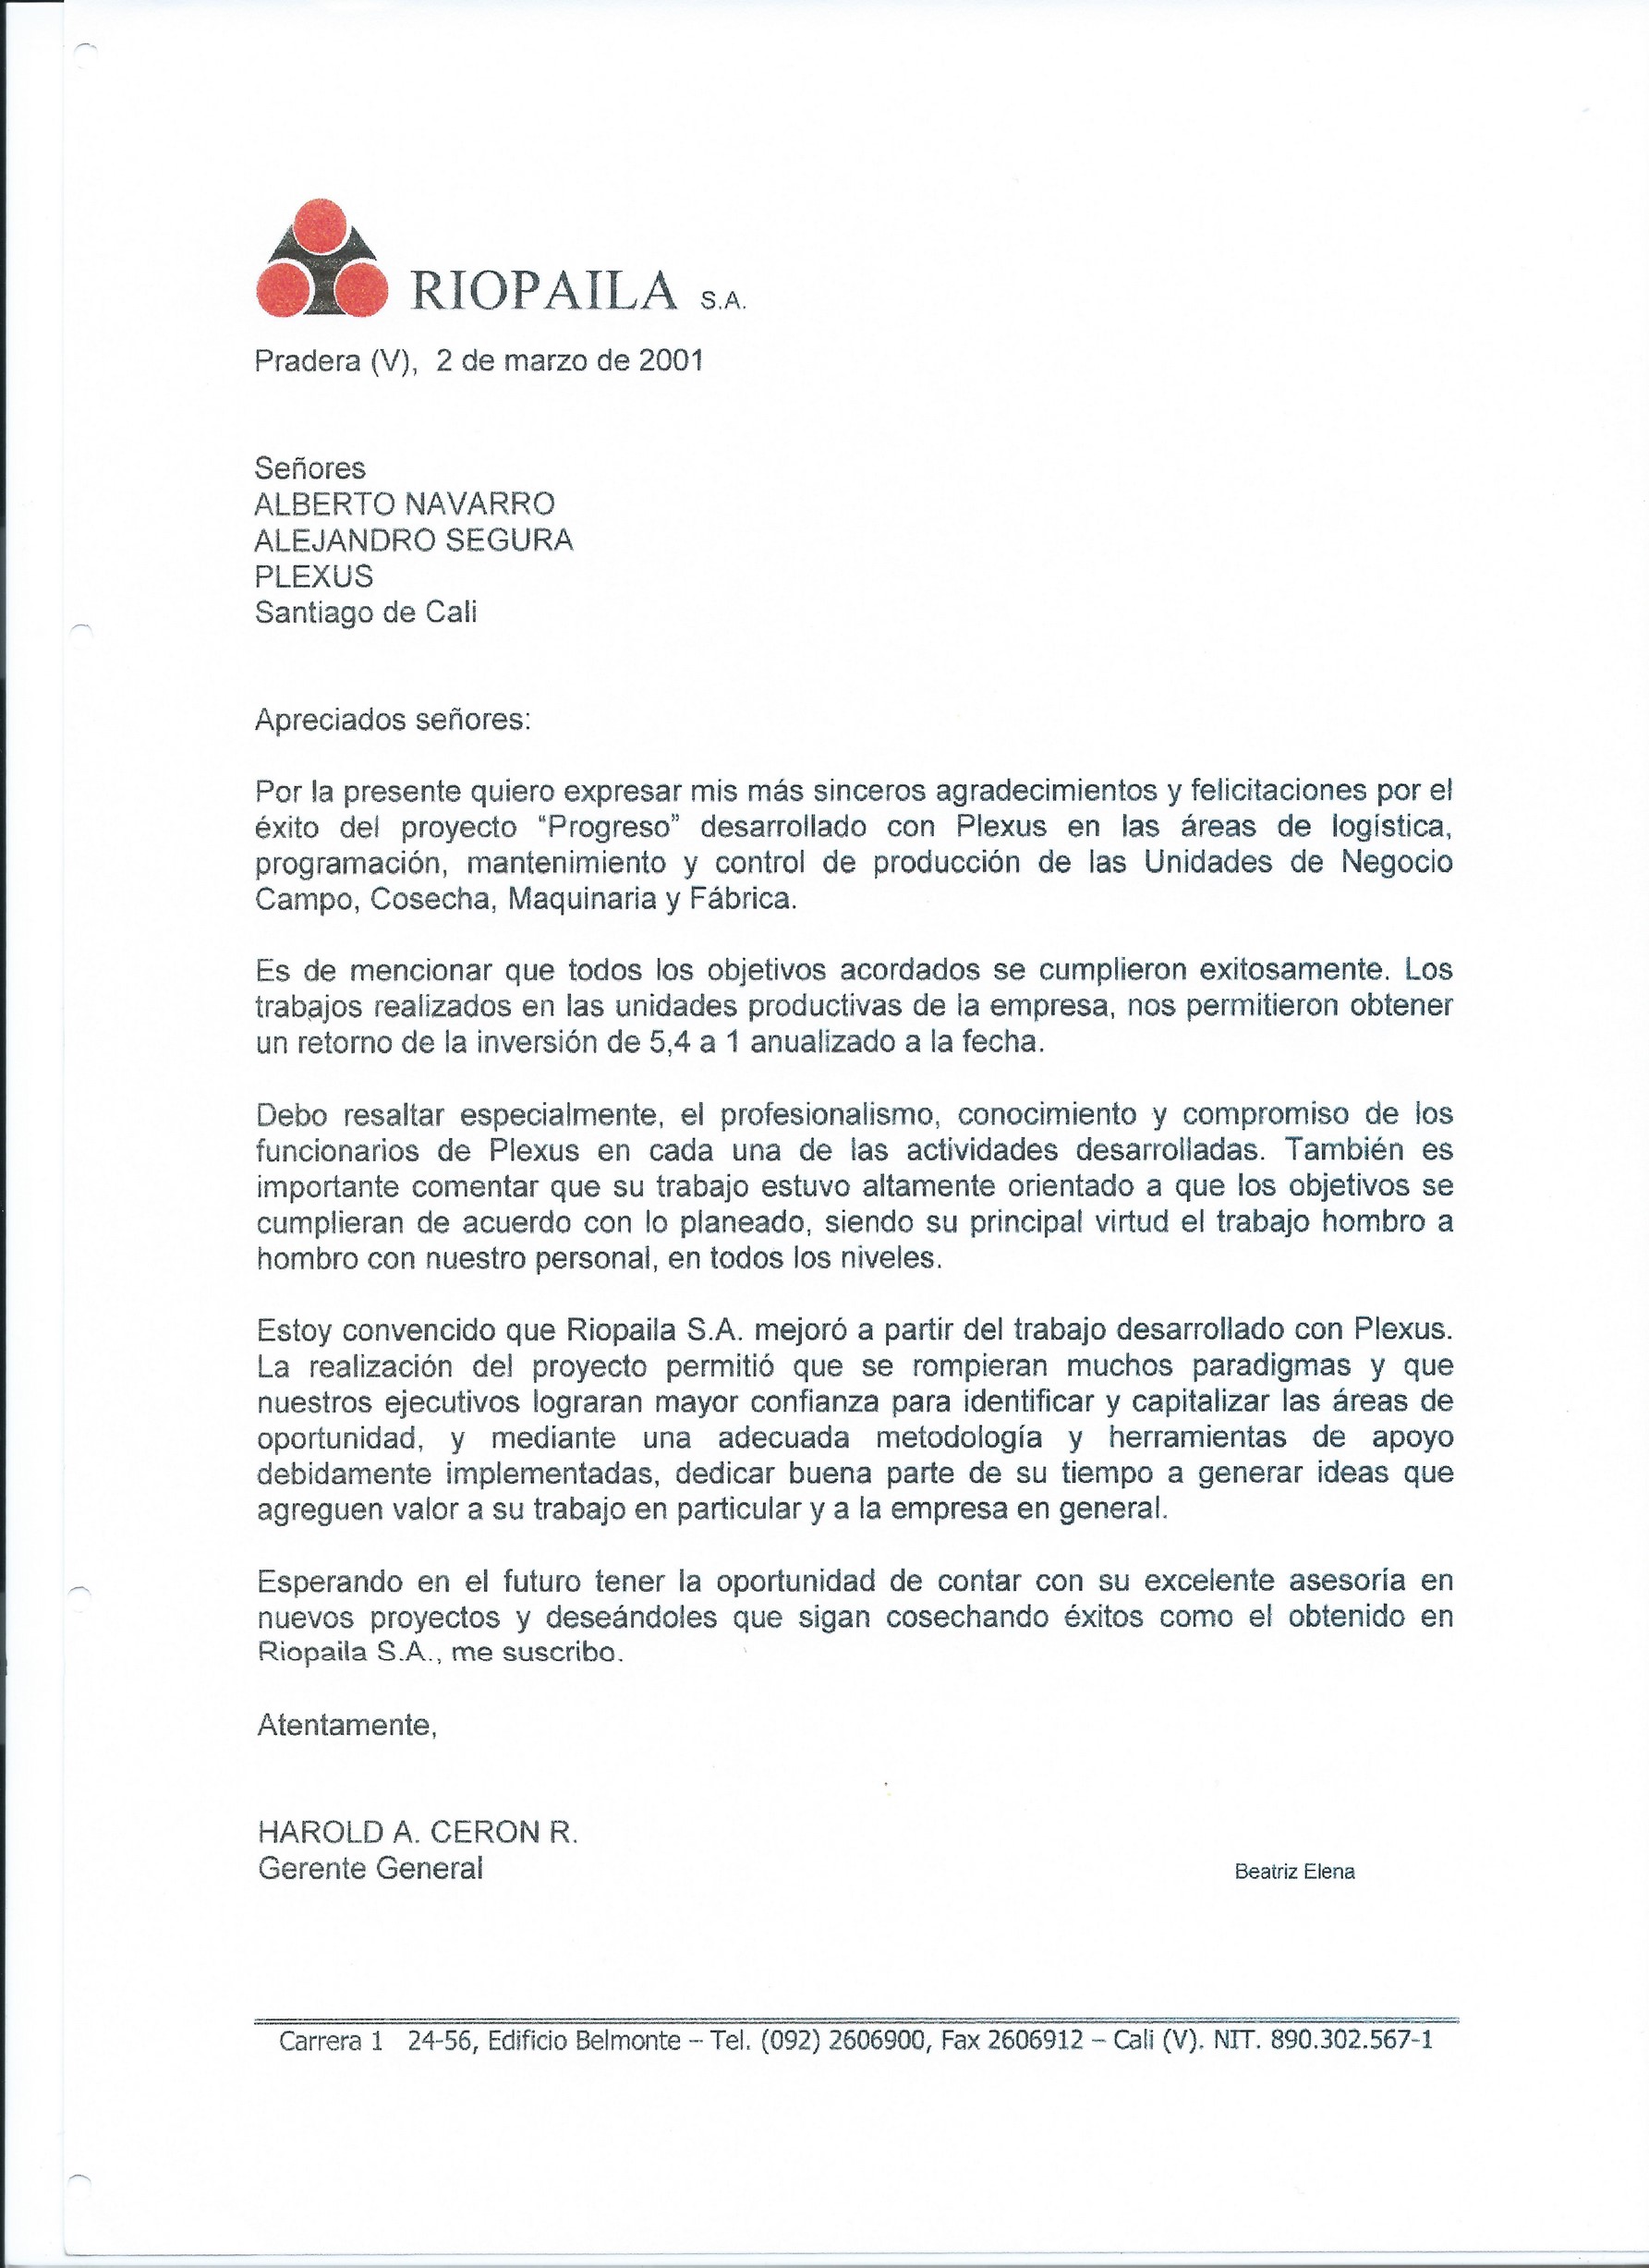 RIOPAILA S.A.
Pradera (V), 2 de marzo de 2001
Señores
ALBERTO NAVARRO
ALEJANDRO SEGURA
PLEXUS
Santiago de Cali
Apreciados señores:
Por la presente quiero expresar mis más sinceros agradecimientos y felicitaciones por el
éxito del proyecto “Progreso” desarrollado con Plexus en las áreas de logística,
programación, mantenimiento y control de producción de las Unidades de Negocio
Campo, Cosecha, Maquinaria y Fábrica.
Es de mencionar que todos los objetivos acordados se cumplieron exitosamente. Los
trabajos realizados en las unidades productivas de la empresa, nos permitieron obtener
un retorno de la inversión de 5,4 a 1 anualizado a la fecha.
Debo resaltar especialmente, el profesionalismo, conocimiento y compromiso de los
funcionarios de Plexus en cada una de las actividades desarrolladas. También es
importante comentar que su trabajo estuvo altamente orientado a que los objetivos se
cumplieran de acuerdo con lo planeado, siendo su principal virtud el trabajo hombro a
hombro con nuestro personal, en todos los niveles.
Estoy convencido que Riopaila S.A. mejoró a partir del trabajo desarrollado con Plexus.
La realización del proyecto permitió que se rompieran muchos paradigmas y que
nuestros ejecutivos lograran mayor confianza para identificar y capitalizar las áreas de
oportunidad, y mediante una adecuada metodología y herramientas de apoyo
debidamente implementadas, dedicar buena parte de su tiempo a generar ideas que
agreguen valor a su trabajo en particular y a la empresa en general.
Esperando en el futuro tener la oportunidad de contar con su excelente asesoría en
nuevos proyectos y deseándoles que sigan cosechando éxitos como el obtenido en
Riopaila S.A., me suscribo.
Atentamente,
HAROLD A. CERON R.
Gerente General
Beatriz Elena
Carrera 1 24-56, Edificio Belmonte – Tel. (092) 2606900, Fax 2606912 – Cali (V). NIT. 890.302.567-1